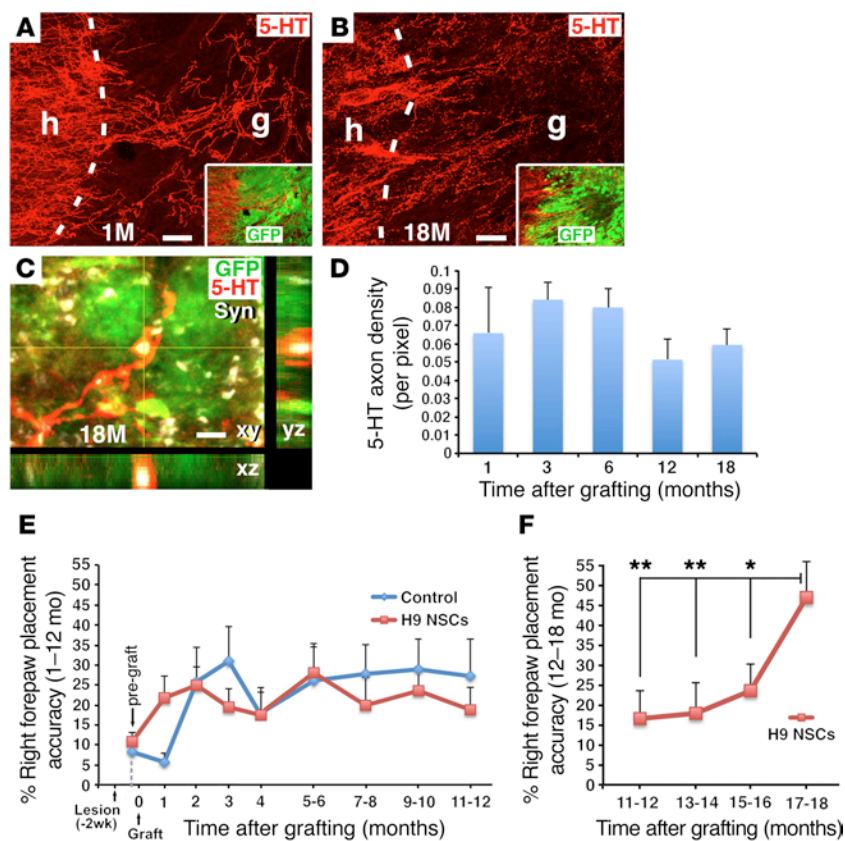 A
5-HT
h
g
1M
GFP
B
5-HT
h
g
18M
GFP
C
GFP
5-HT
Syn
18M
xy
yz
xz
D
5-HT axon density
(per pixel)
0.1
0.09
0.08
0.07
0.06
0.05
0.04
0.03
0.02
0.01
0
1 3 6 12 18
Time after grafting (months)
E
% Right forepaw placement
accuracy (1–12 mo)
55
50
45
40
35
30
25
20
15
10
5
0
pre-graft
Control
H9 NSCs
0 1 2 3 4 5-6 7-8 9-10 11-12
Lesion
(-2wk)
Graft
Time after grafting (months)
F
% Right forepaw placement
accuracy (12–18 mo)
55
50
45
40
35
30
25
20
15
10
5
0
** ** *
H9 NSCs
11-12 13-14 15-16 17-18
Time after grafting (months)